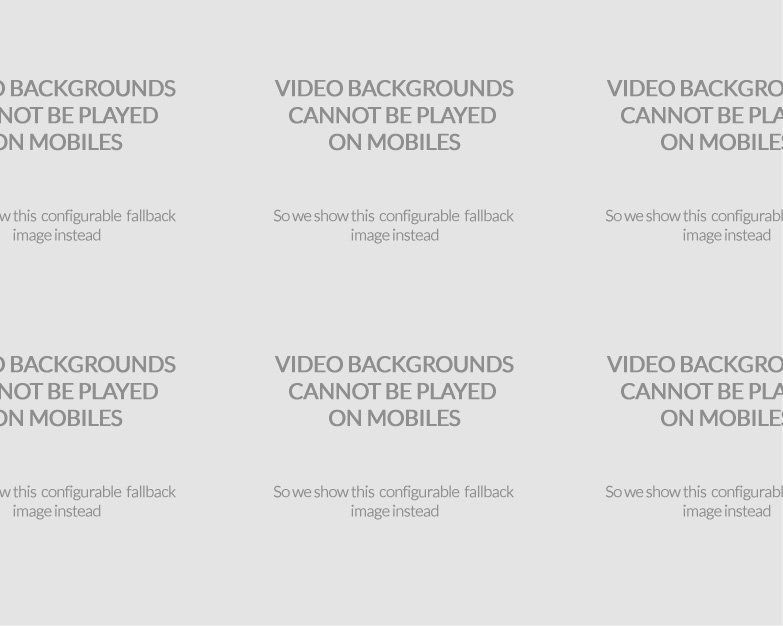 O BACKGROUNDS
NOT BE PLAYED
ON MOBILES
w this configurable fallback
image instead
VIDEO BACKGROUNDS
CANNOT BE PLAYED
ON MOBILES
So we show this configurable fallback
image instead
VIDEO BACKGRO
CANNOT BE PLA
ON MOBILES
So we show this configurabl
image instead
O BACKGROUNDS
NOT BE PLAYED
ON MOBILES
w this configurable fallback
image instead
VIDEO BACKGROUNDS
CANNOT BE PLAYED
ON MOBILES
So we show this configurable fallback
image instead
VIDEO BACKGRO
CANNOT BE PLA
ON MOBILES
So we show this configurabl
image instead